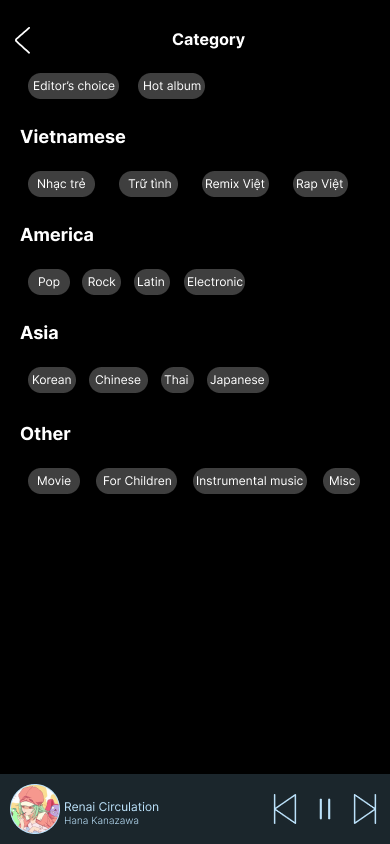 Category
Editor's choice Hot album
Vietnamese
Nhạc trẻ Trữ tình Remix Việt Rap Việt
America
Pop Rock Latin Electronic
Asia
Korean Chinese Thai Japanese
Other
Movie For Children Instrumental music Misc
Renai Circulation
Hana Kanazawa